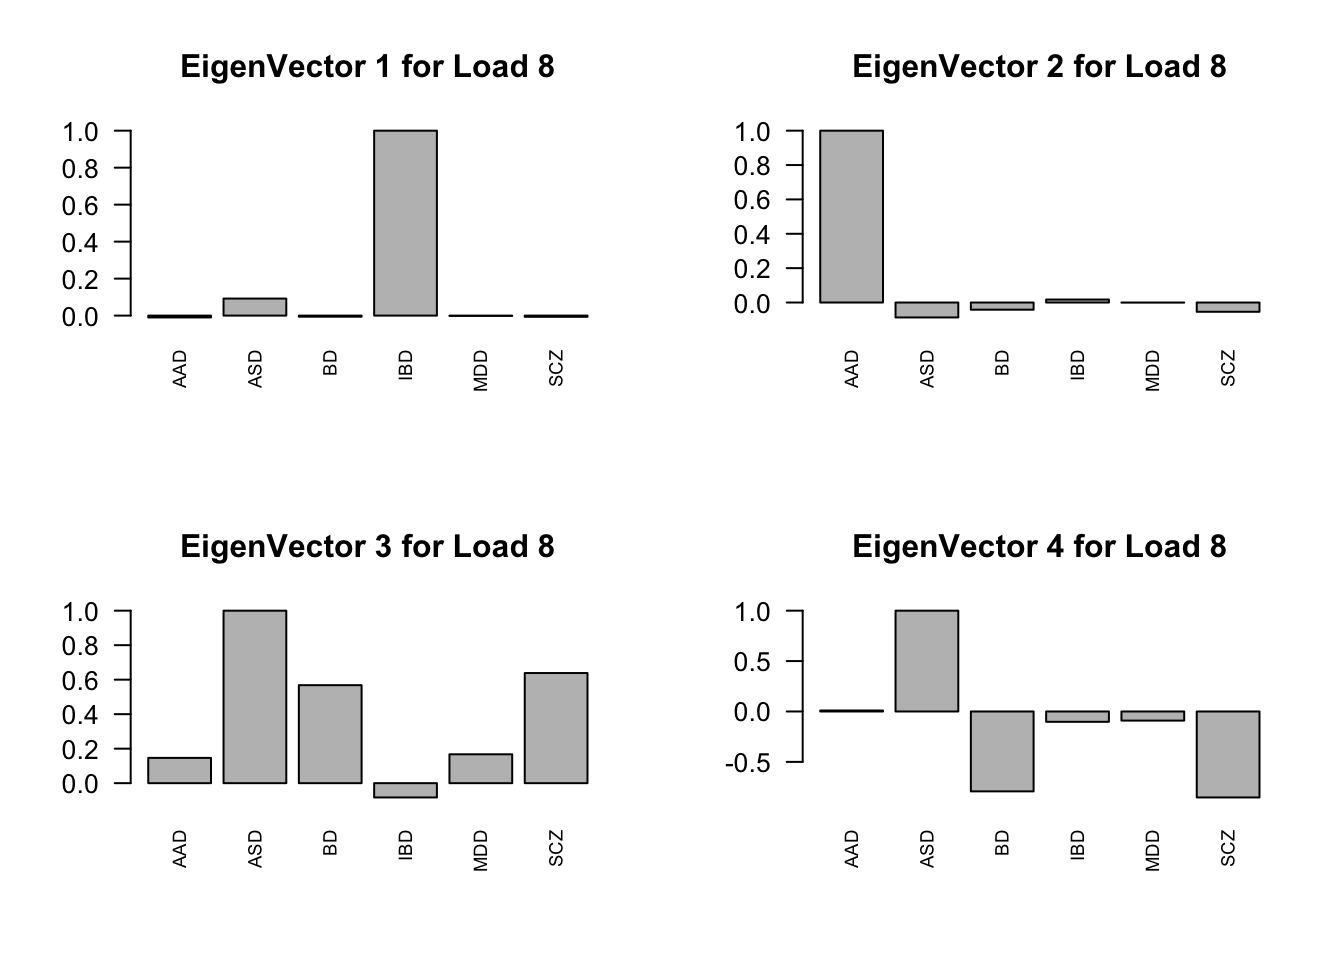 EigenVector 1 for Load 8
1.0
0.8
0.6
0.4
0.2
0.0
AAD
ASD
BD
IBD
MDD
SCZ
EigenVector 2 for Load 8
1.0
0.8
0.6
0.4
0.2
0.0
AAD
ASD
BD
IBD
MDD
SCZ
EigenVector 3 for Load 8
1.0
0.8
0.6
0.4
0.2
0.0
AAD
ASD
BD
IBD
MDD
SCZ
EigenVector 4 for Load 8
1.0
0.5
0.0
-0.5
AAD
ASD
BD
IBD
MDD
SCZ